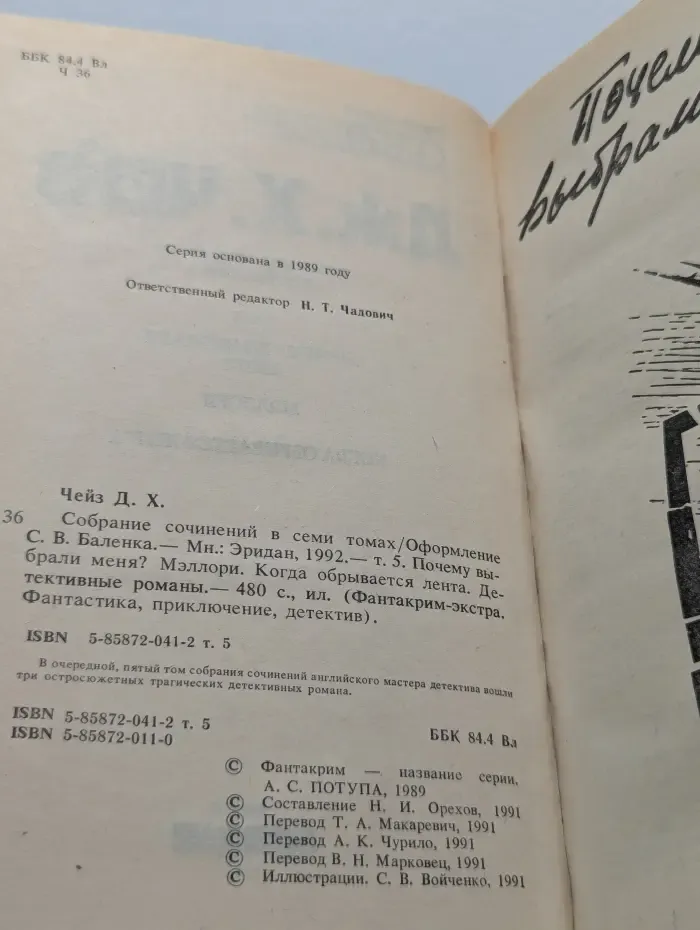 ББК 84.4 Вл
Ч 36
Серия основана в 1989 году
Ответственный редактор Н. Т. Чадович
Чейз Д. Х.
36 Собрание сочинений в семи томах/Оформление
С. В. Баленка.— Мн.: Эридан, 1992.— т. 5. Почему вы-
брали меня? Мэллори. Когда обрывается лента. Де-
тективные романы.— 480 с., ил. (Фантакрим-экстра.
Фантастика, приключение, детектив).
ISBN 5-85872-041-2 т. 5
В очередной, пятый том собрания сочинений английского мастера детектива вошли
три остросюжетных трагических детективных романа.
ISBN 5-85872-041-2 т. 5
ISBN 5-85872-011-0
ББК 84.4 Вл
© Фантакрим — название серии.
А. С. ПОТУПА, 1989
© Составление Н. И. Орехов, 1991
© Перевод Т. А. Макаревич, 1991
© Перевод А. К. Чурило, 1991
© Перевод В. Н. Марковец, 1991
© Иллюстрации. С. В. Войченко, 1991
Почем
выбрал